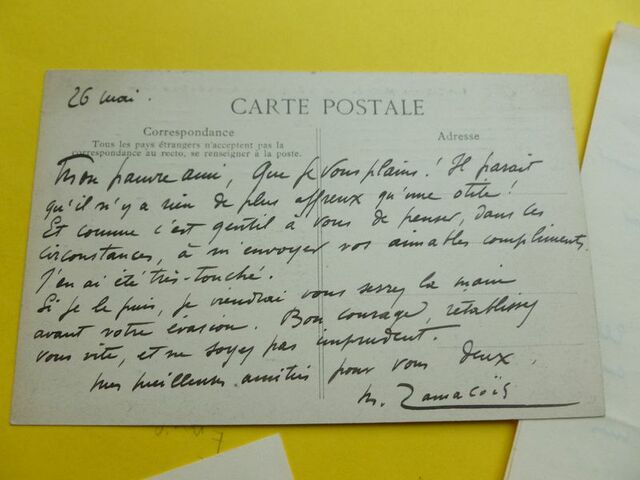 26 mai.
CARTE POSTALE
Correspondance
Tous les pays étrangers n'acceptent pas la
correspondance au recto, se renseigner à la poste.
Adresse
Mon pauvre ami, Que je vous plains! Il parait
qu'il n'y a rien de plus affreux qu'une otite!
Et comme c'est gentil à vous de penser, dans ces
circonstances, à m'envoyer vos aimables compliments.
J'en ai été très-touché.
Si je le puis, je viendrai vous serrer la main
avant votre évasion. Bon courage, rétablissez
vous vite, et ne soyez pas imprudent.
Mes meilleures amitiés pour vous deux.
M. Zamacoïs